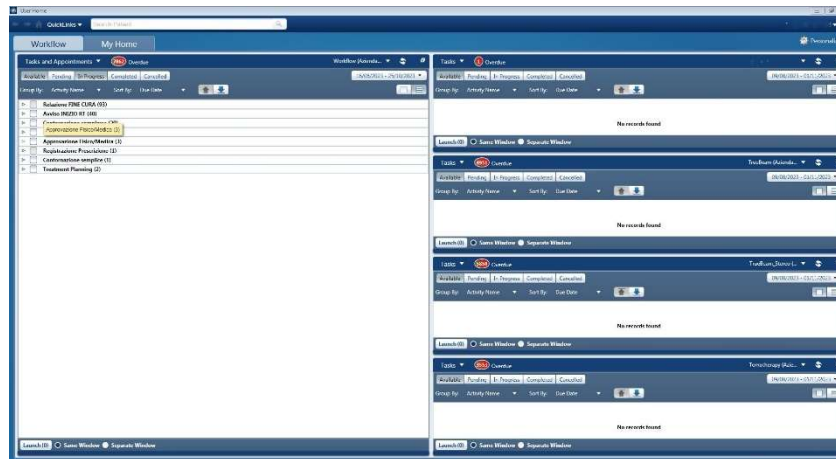 User Home
QuickLinks
Workflow My Home
Tasks and Appointments Overdue Workflow (Azienda...
Available Pending In Progress Completed Cancelled
Group By: Activity Name Sort By: Due Date
Relazione FINE CURA (93)
Avviso INIZIO RT (40)
Approvazione Fisico/Medico (3)
Approvazione Fisico/Medico (3)
Registrazione Prescrizione (1)
Contornazione semplice (1)
Treatment Planning (2)
Launch (0) Same Window Separate Window
Tasks Overdue
Available Pending In Progress Completed Cancelled
Group By: Activity Name Sort By: Due Date
No records found
Launch (0) Same Window Separate Window
Tasks Overdue TrueBeam (Azienda...
Available Pending In Progress Completed Cancelled
Group By: Activity Name Sort By: Due Date
No records found
Launch (0) Same Window Separate Window
Tasks Overdue
Available Pending In Progress Completed Cancelled
Group By: Activity Name Sort By: Due Date
No records found
Launch (0) Same Window Separate Window
Tasks Overdue Tomotherapy (Azie...
Available Pending In Progress Completed Cancelled
Group By: Activity Name Sort By: Due Date
No records found
Launch (0) Same Window Separate Window